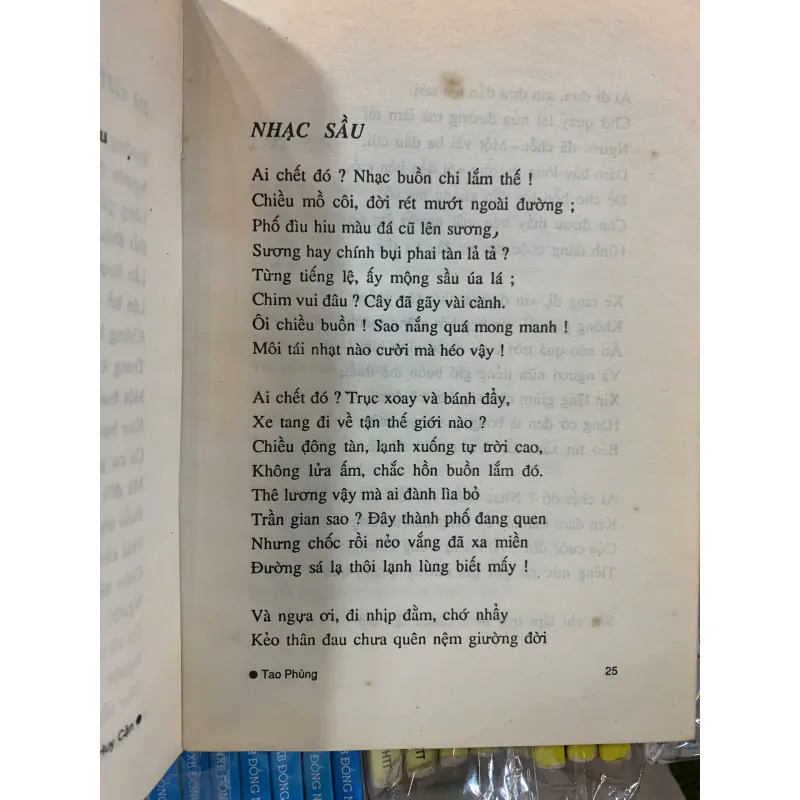 NHẠC SẦU
Ai chết đó ? Nhạc buồn chi lắm thế !
Chiều mồ côi, đời rét mướt ngoài đường ;
Phố đìu hiu màu đá cũ lên sương,
Sương hay chính bụi phai tàn lả tả ?
Từng tiếng lệ, ấy mộng sầu úa lá ;
Chim vui đâu ? Cây đã gãy vài cành.
Ôi chiều buồn ! Sao nắng quá mong manh !
Môi tái nhạt nào cười mà héo vậy !
Ai chết đó ? Trục xoay và bánh đẩy,
Xe tang đi về tận thế giới nào ?
Chiều đông tàn, lạnh xuống tự trời cao,
Không lửa ấm, chắc hồn buồn lắm đó.
Thê lương vậy mà ai đành lìa bỏ
Trần gian sao ? Đây thành phố đang quen
Nhưng chốc rồi nẻo vắng đã xa miền
Đường sá lạ thôi lạnh lùng biết mấy !
Và ngựa ơi, đi nhịp đằm, chớ nhẩy
Kẻo thân đau chưa quên nệm giường đời
● Tao Phùng
25
Huy Cận ●
XB ĐỒNG N